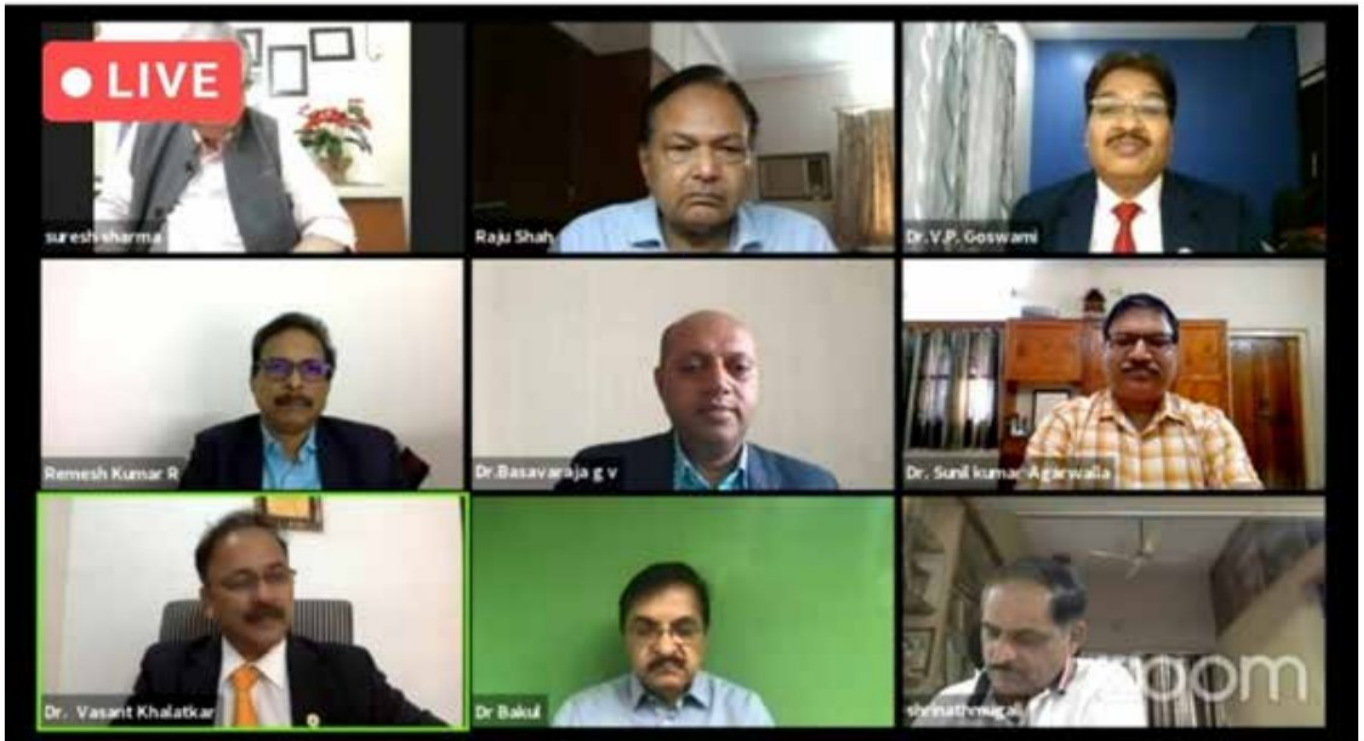 LIVE
suresh sharma
Raju Shah
Dr.V.P. Goswami
Remesh Kumar R
Dr.Basavaraja g v
Dr. Sunil kumar Agarwalla
Dr. Vasant Khalatkar
Dr Bakul
shrinathmugali
zoom